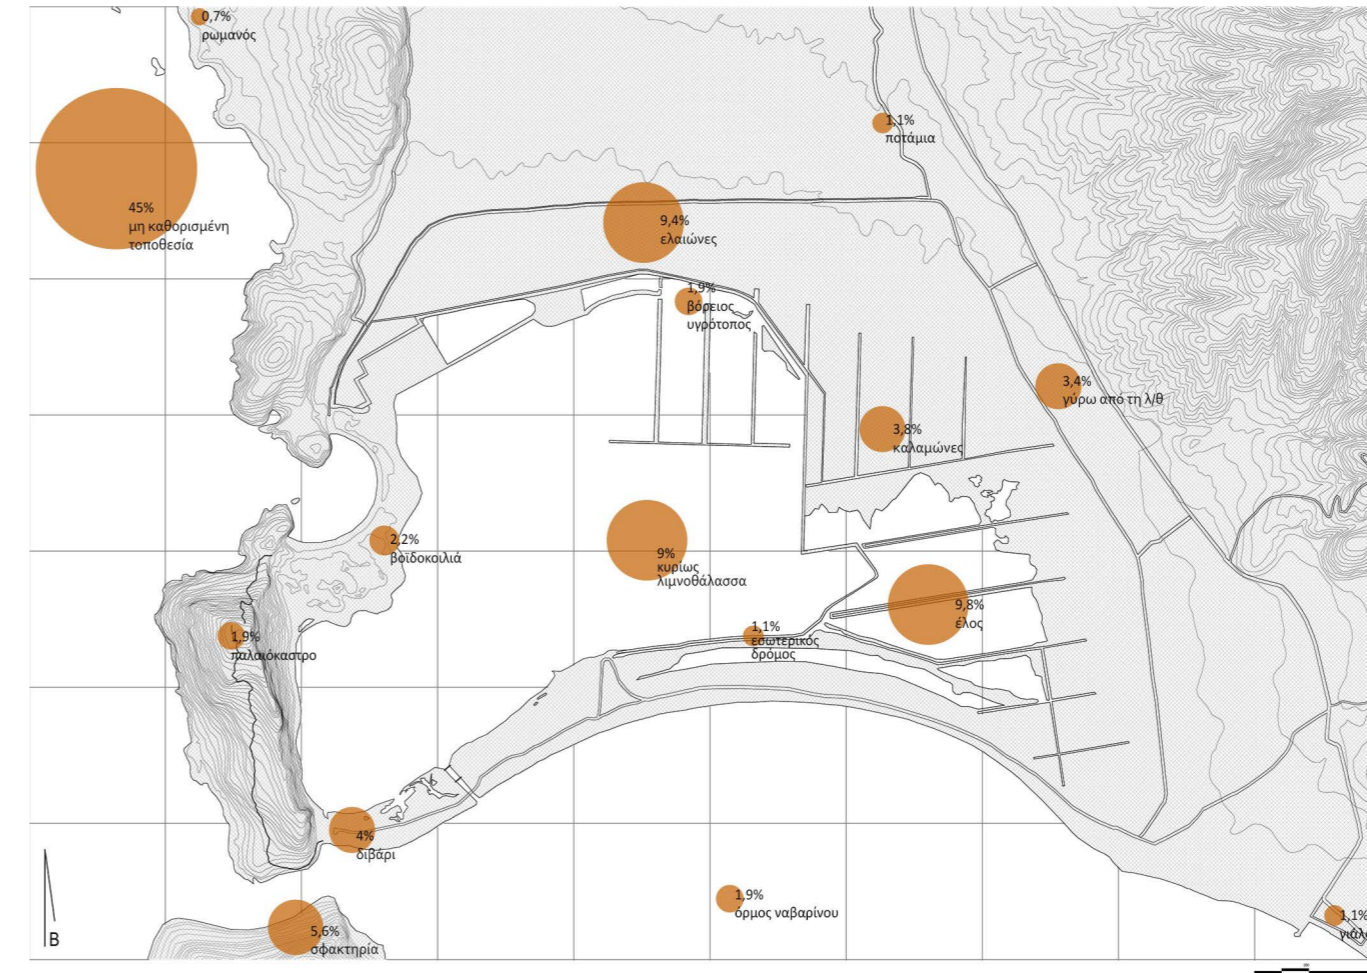 0,7%
ρωμανός
1,1%
ποτάμια
45%
μη καθορισμένη
τοποθεσία
9,4%
ελαιώνες
1,9%
βόρειος
υγρότοπος
3,4%
γύρω από τη λ/θ
3,8%
καλαμώνες
2,2%
βοϊδοκοιλιά
9%
κυρίως
λιμνοθάλασσα
9,8%
έλος
1,9%
παλαιόκαστρο
1,1%
εσωτερικός
δρόμος
4%
διβάρι
1,9%
όρμος ναβαρίνου
5,6%
σφακτηρία
1,1%
Β